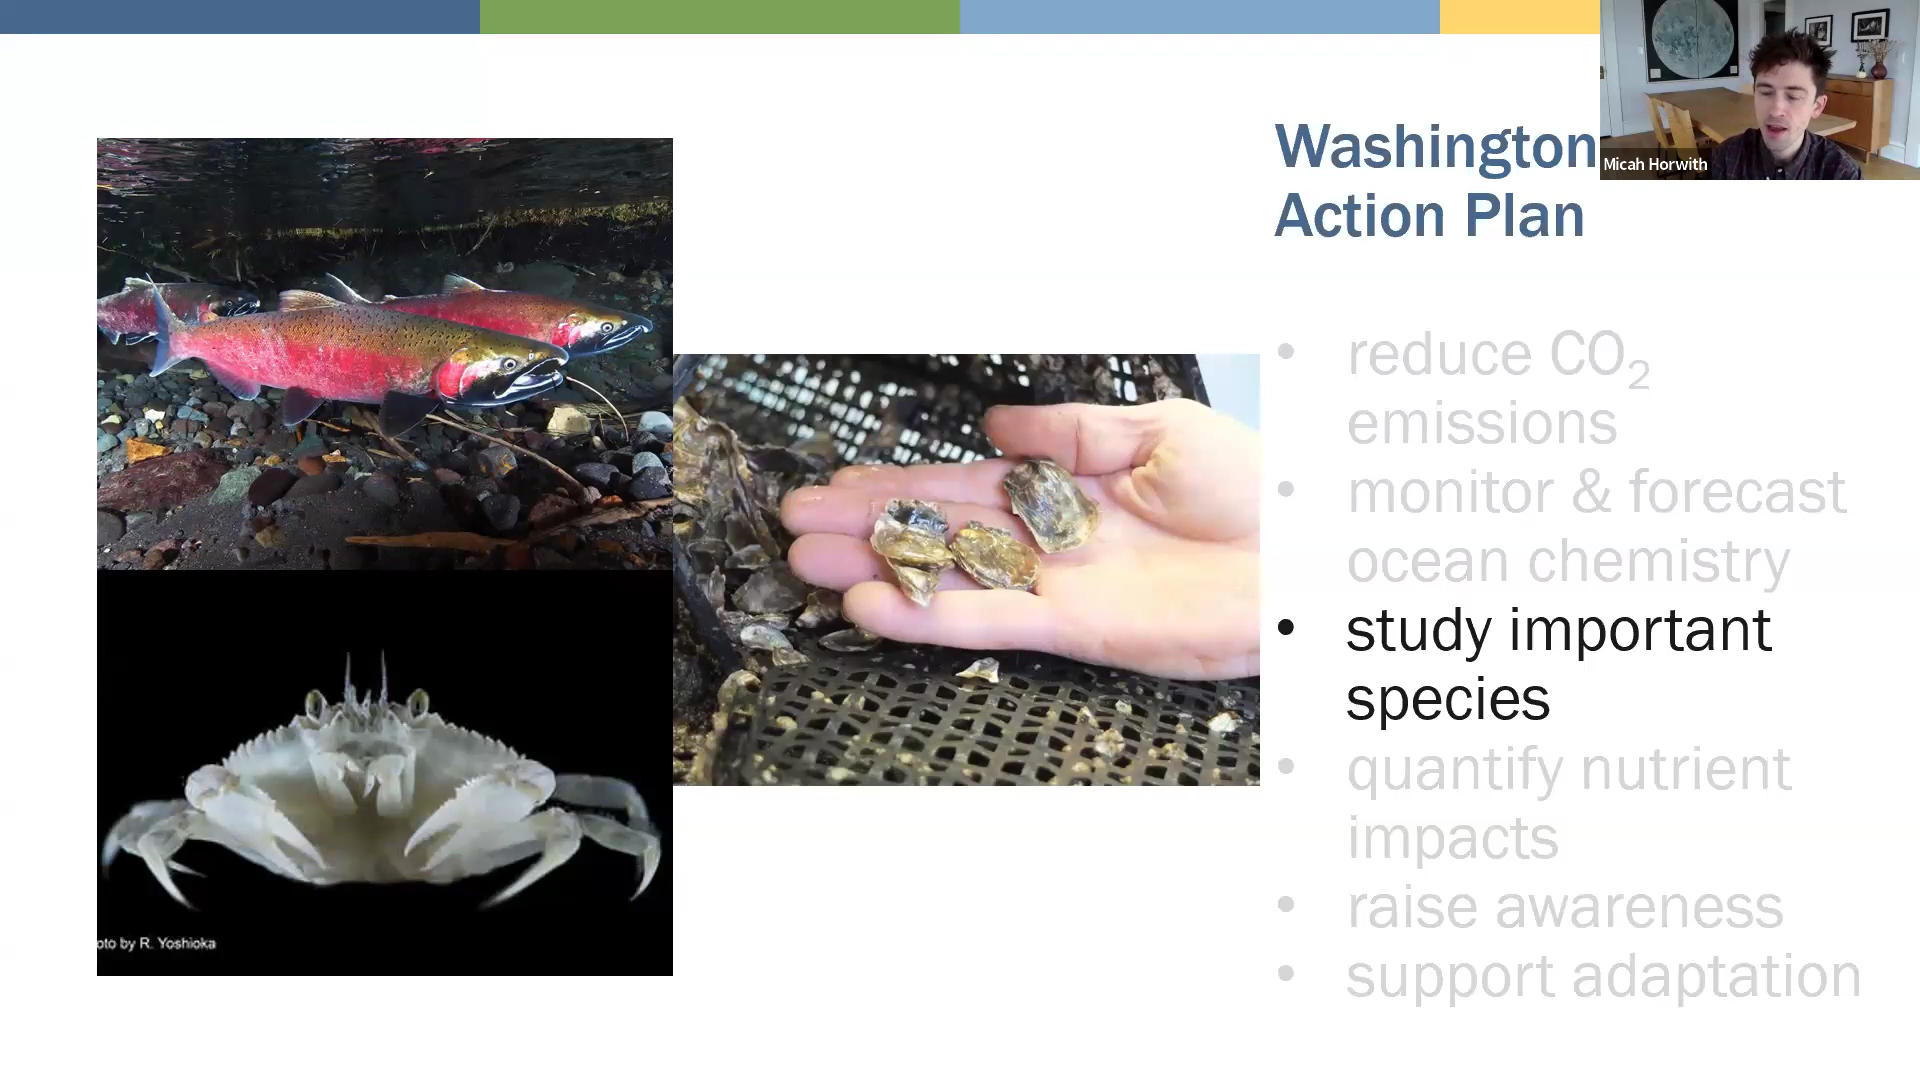 Washington
Action Plan
Micah Horwith
• reduce CO₂
emissions
• monitor & forecast
ocean chemistry
• study important
species
• quantify nutrient
impacts
• raise awareness
• support adaptation
oto by R. Yoshioka